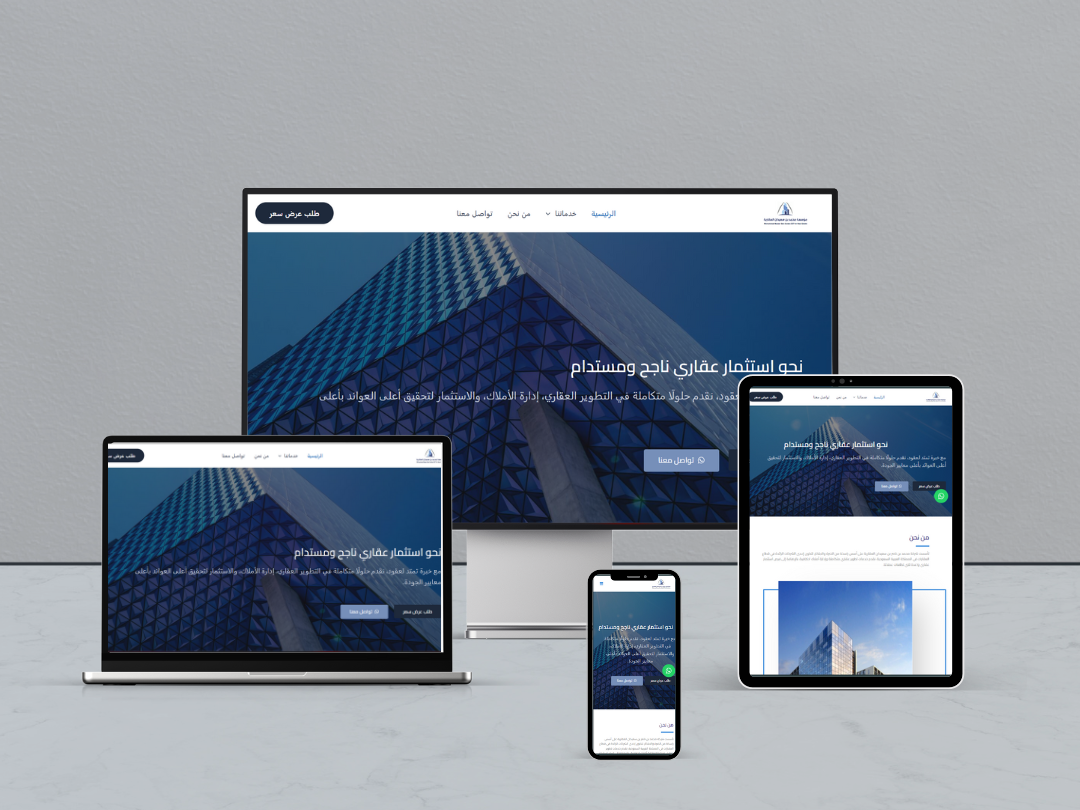 الرئيسية
خدماتنا
من نحن
تواصل معنا
طلب عرض سعر
نحو استثمار عقاري ناجح ومستدام
عقود، نقدم حلولًا متكاملة في التطوير العقاري، إدارة الأملاك، والاستثمار لتحقيق أعلى العوائد بأعلى
تواصل معنا
الرئيسية
خدماتنا
من نحن
تواصل معنا
طلب عرض سعر
نحو استثمار عقاري ناجح ومستدام
مع خبرة تمتد لعقود، نقدم حلولًا متكاملة في التطوير العقاري، إدارة الأملاك، والاستثمار لتحقيق أعلى العوائد بأعلى
معايير الجودة.
طلب عرض سعر
تواصل معنا
نحو استثمار عقاري ناجح ومستدام
مع خبرة تمتد لعقود، نقدم حلولًا متكاملة
في التطوير العقاري، إدارة الأملاك،
والاستثمار لتحقيق أعلى العوائد بأعلى
معايير الجودة.
طلب عرض سعر
تواصل معنا
من نحن
الرئيسية
خدماتنا
من نحن
تواصل معنا
طلب عرض سعر
نحو استثمار عقاري ناجح ومستدام
مع خبرة تمتد لعقود، نقدم حلولًا متكاملة في التطوير العقاري، إدارة الأملاك، والاستثمار لتحقيق
أعلى العوائد بأعلى معايير الجودة.
طلب عرض سعر
تواصل معنا
من نحن